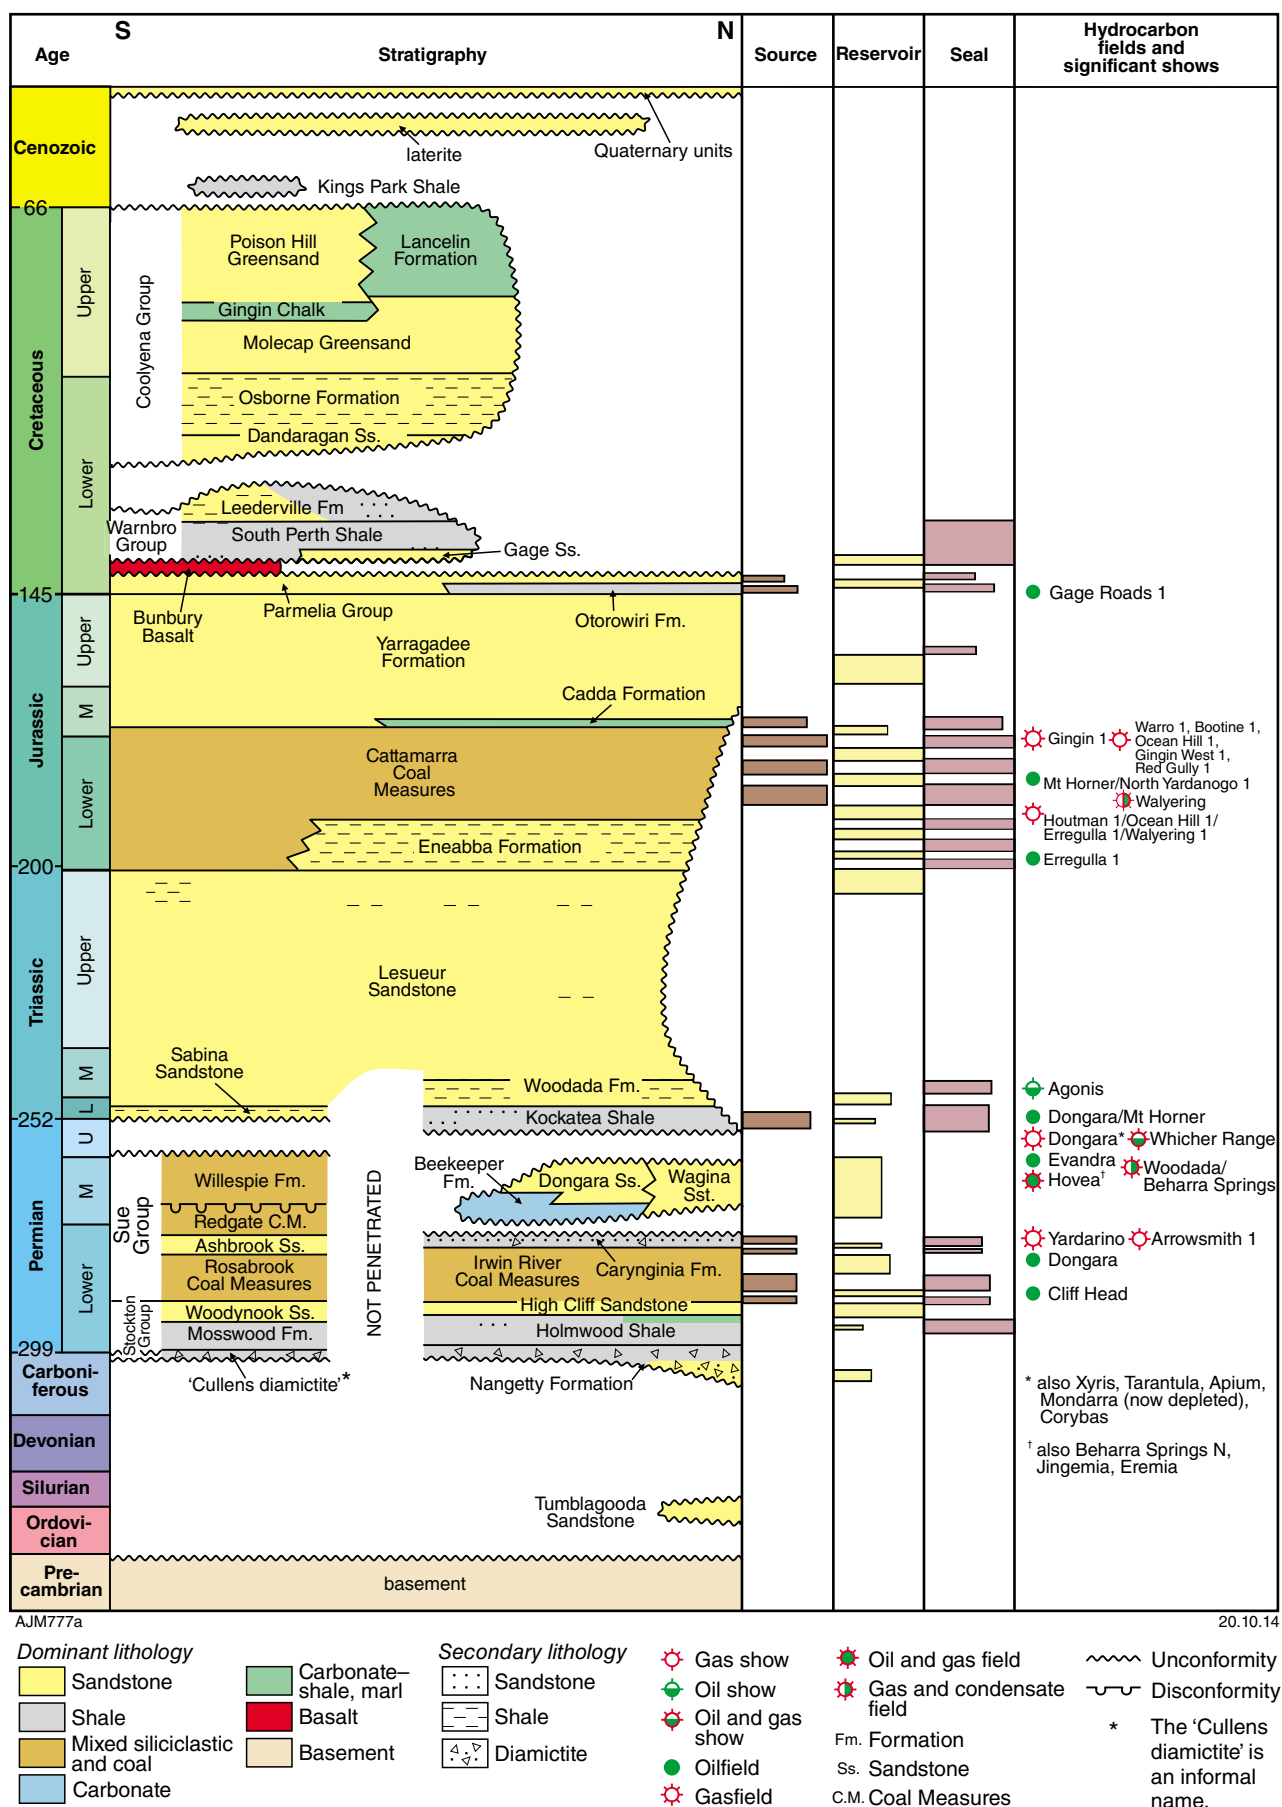 S
N
Age
Stratigraphy
Source
Reservoir
Seal
Hydrocarbon
fields and
significant shows
Cenozoic
laterite
Quaternary units
Kings Park Shale
66
Cretaceous
Upper
Lower
Coolyena Group
Poison Hill
Greensand
Lancelin
Formation
Gingin Chalk
Molecap Greensand
Osborne Formation
Dandaragan Ss.
Leederville Fm
Warnbro
Group
South Perth Shale
Gage Ss.
145
Bunbury
Basalt
Parmelia Group
Otorowiri Fm.
Gage Roads 1
Jurassic
Upper
M
Lower
Yarragadee
Formation
Cadda Formation
Cattamarra
Coal
Measures
Eneabba Formation
Gingin 1
Warro 1, Bootine 1,
Ocean Hill 1,
Gingin West 1,
Red Gully 1
Mt Horner/North Yardanogo 1
Walyering
Houtman 1/Ocean Hill 1/
Erregulla 1/Walyering 1
Erregulla 1
200
Triassic
Upper
M
L
Lesueur
Sandstone
Sabina
Sandstone
Woodada Fm.
Kockatea Shale
Agonis
252
Dongara/Mt Horner
Dongara*
Whicher Range
Evandra
Woodada/
Beharra Springs
Hovea†
Permian
U
M
Lower
Sue
Group
Stockton
Group
Willespie Fm.
Redgate C.M.
Ashbrook Ss.
Rosabrook
Coal Measures
Woodynook Ss.
Mosswood Fm.
'Cullens diamictite'*
NOT PENETRATED
Beekeeper
Fm.
Dongara Ss.
Wagina
Sst.
Irwin River
Coal Measures
Carynginia Fm.
High Cliff Sandstone
Holmwood Shale
Nangetty Formation
Yardarino
Arrowsmith 1
Dongara
Cliff Head
299
Carboni-
ferous
Devonian
Silurian
Ordovi-
cian
Pre-
cambrian
Tumblagooda
Sandstone
basement
* also Xyris, Tarantula, Apium,
Mondarra (now depleted),
Corybas
† also Beharra Springs N,
Jingemia, Eremia
AJM777a
20.10.14
Dominant lithology
Sandstone
Shale
Mixed siliciclastic
and coal
Carbonate
Carbonate–
shale, marl
Basalt
Basement
Secondary lithology
Sandstone
Shale
Diamictite
Gas show
Oil show
Oil and gas
show
Oilfield
Gasfield
Oil and gas field
Gas and condensate
field
Fm. Formation
Ss. Sandstone
C.M. Coal Measures
Unconformity
Disconformity
* The 'Cullens
diamictite' is
an informal
name.